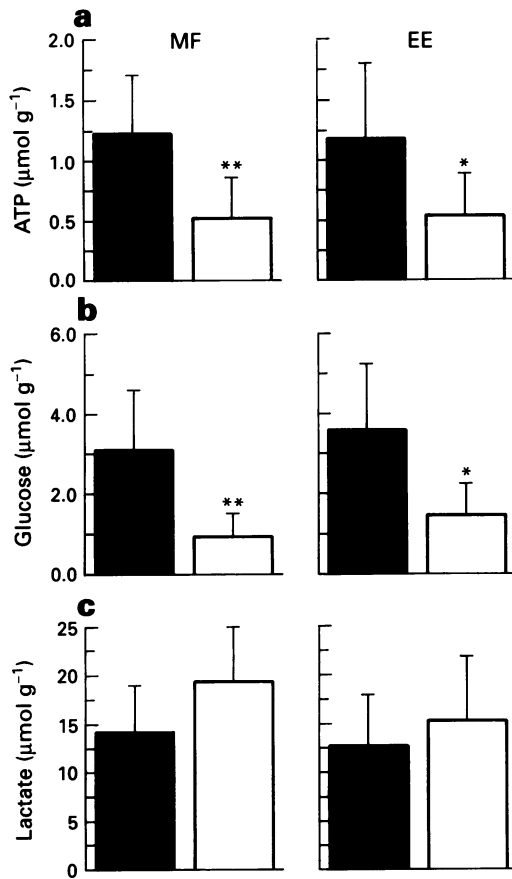 a
MF EE
ATP (μmol g⁻¹)
2.0
1.5
1.0
0.5
0.0
**
*
b
Glucose (μmol g⁻¹)
6.0
4.0
2.0
0.0
**
*
c
Lactate (μmol g⁻¹)
25
20
15
10
5
0